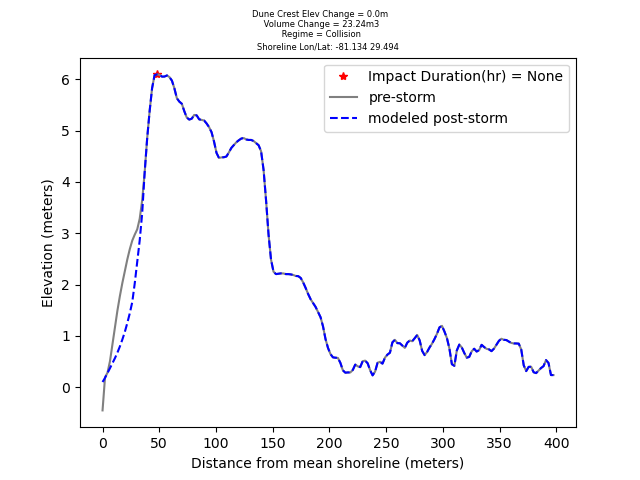 Dune Crest Elev Change = 0.0m
Volume Change = 23.24m3
Regime = Collision
Shoreline Lon/Lat: -81.134 29.494
Impact Duration(hr) = None
pre-storm
modeled post-storm
Elevation (meters)
6
5
4
3
2
1
0
0 50 100 150 200 250 300 350 400
Distance from mean shoreline (meters)